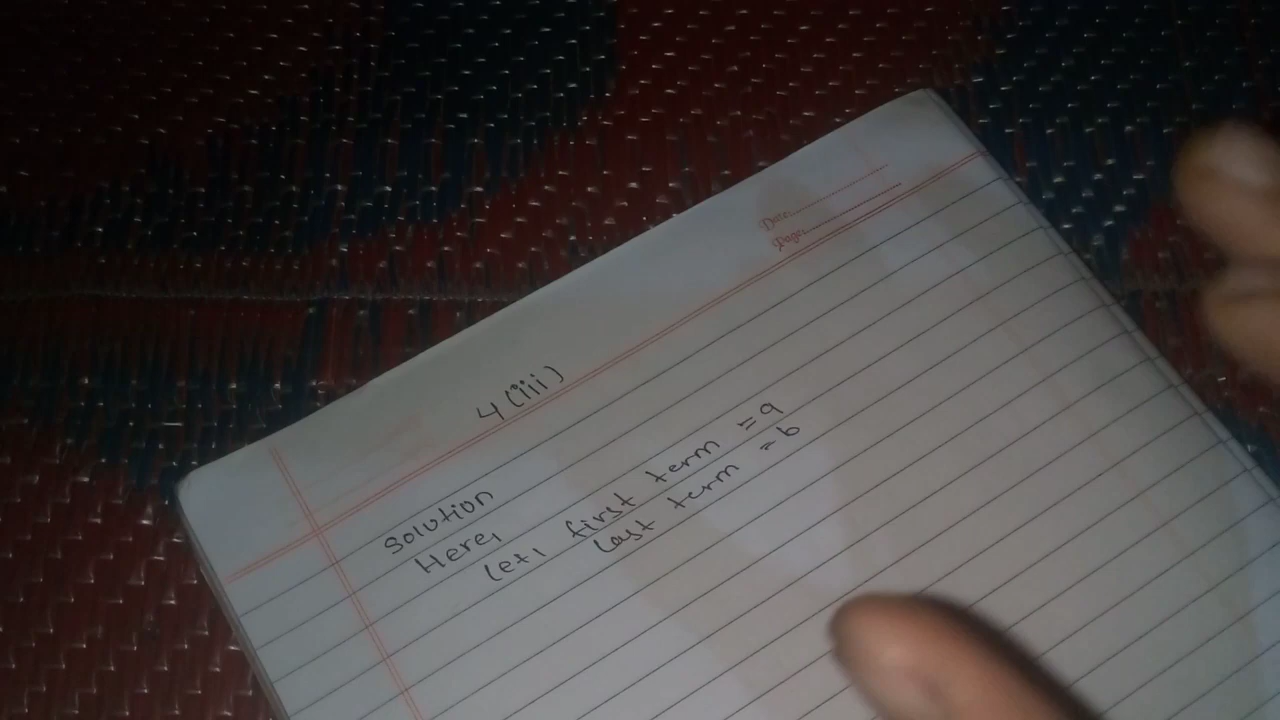 Date:
Page:
4(iii)
Solution
Here,
let, first term = a
last term = b